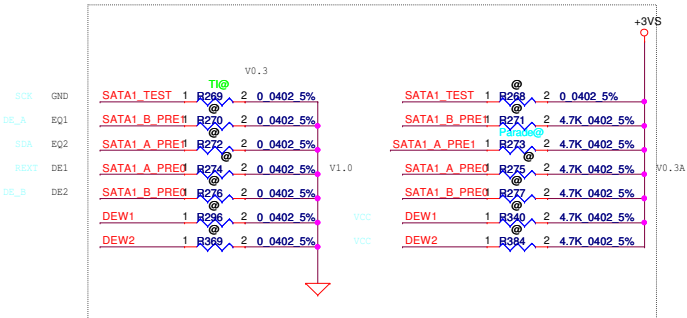 +3VS
V0.3
TI@
@
SCK GND SATA1_TEST 1 R269 2 0_0402_5% SATA1_TEST 1 R268 2 0_0402_5%
@
DE_A EQ1 SATA1_B_PRE1 1 R270 2 0_0402_5% SATA1_B_PRE1 1 R271 2 4.7K_0402_5%
@ Parade@
SDA EQ2 SATA1_A_PRE1 1 R272 2 0_0402_5% SATA1_A_PRE1 1 R273 2 4.7K_0402_5%
@ @
REXT DE1 SATA1_A_PRE0 1 R274 2 0_0402_5% V1.0 SATA1_A_PRE0 1 R275 2 4.7K_0402_5% V0.3A
@ @
DE_B DE2 SATA1_B_PRE0 1 R276 2 0_0402_5% SATA1_B_PRE0 1 R277 2 4.7K_0402_5%
@ @
DEW1 1 R296 2 0_0402_5% VCC DEW1 1 R340 2 4.7K_0402_5%
@ @
DEW2 1 R369 2 0_0402_5% VCC DEW2 1 R384 2 4.7K_0402_5%